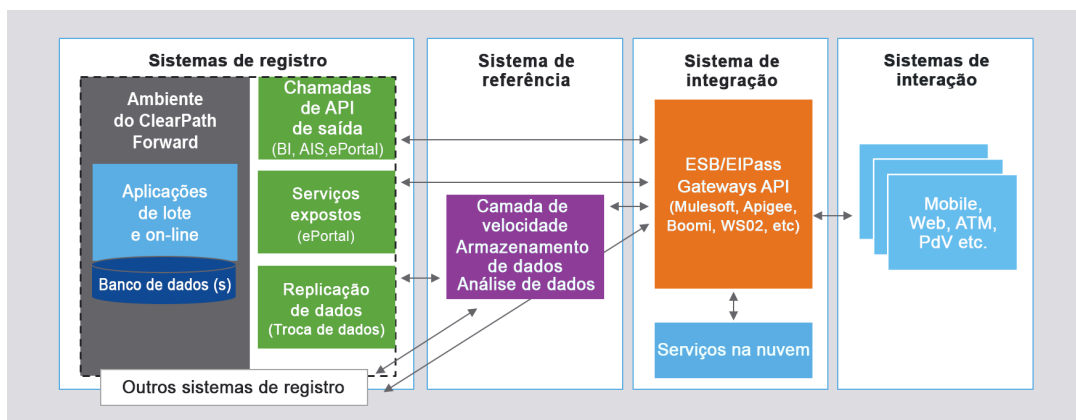 Sistemas de registro
Ambiente
do ClearPath
Forward
Aplicações
de lote
e on-line
Banco de dados (s)
Chamadas
de API
de saída
(BI, AIS,ePortal)
Serviços
expostos
(ePortal)
Replicação
de dados
(Troca de dados)
Outros sistemas de registro
Sistema de
referência
Camada de
velocidade
Armazenamento
de dados
Análise de dados
Sistema de
integração
ESB/EIPass
Gateways API
(Mulesoft, Apigee,
Boomi, WS02, etc)
Serviços na nuvem
Sistemas de
interação
Mobile,
Web, ATM,
PdV etc.